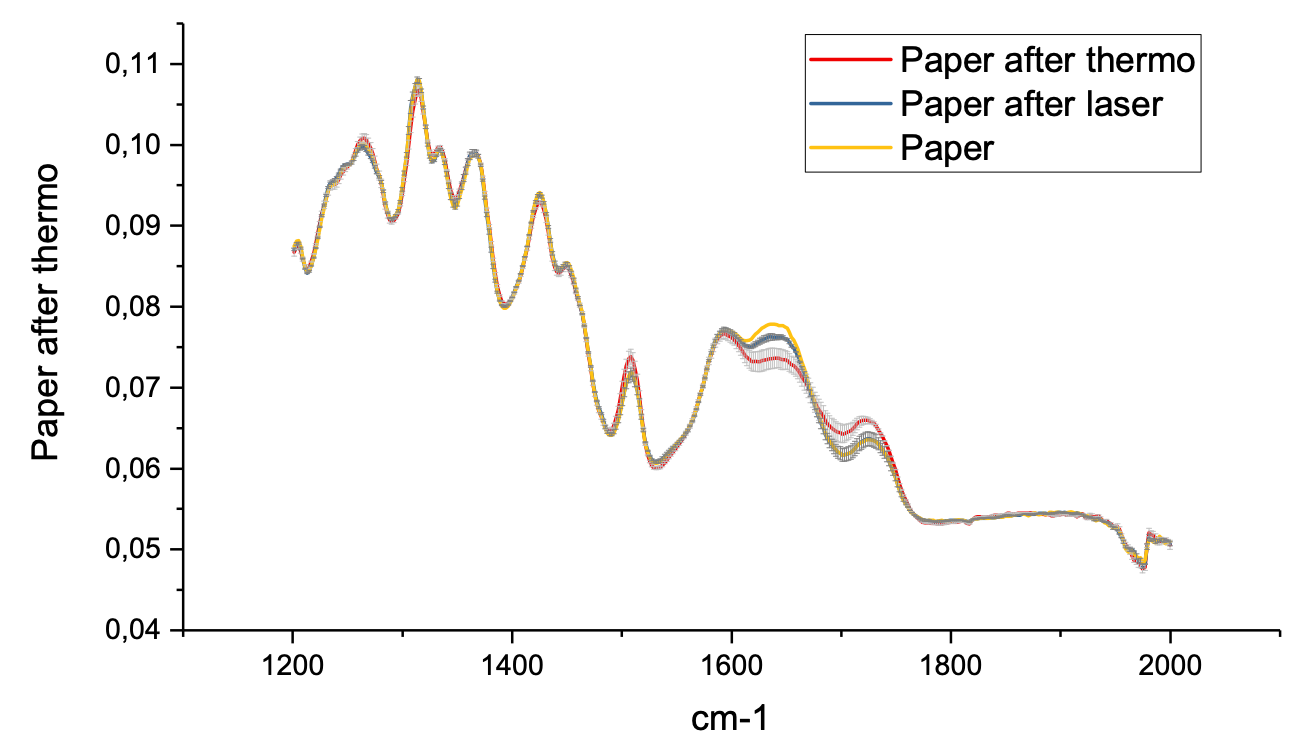 Paper after thermo
Paper after laser
Paper
0,11
0,10
0,09
0,08
0,07
0,06
0,05
0,04
Paper after thermo
1200 1400 1600 1800 2000
cm-1